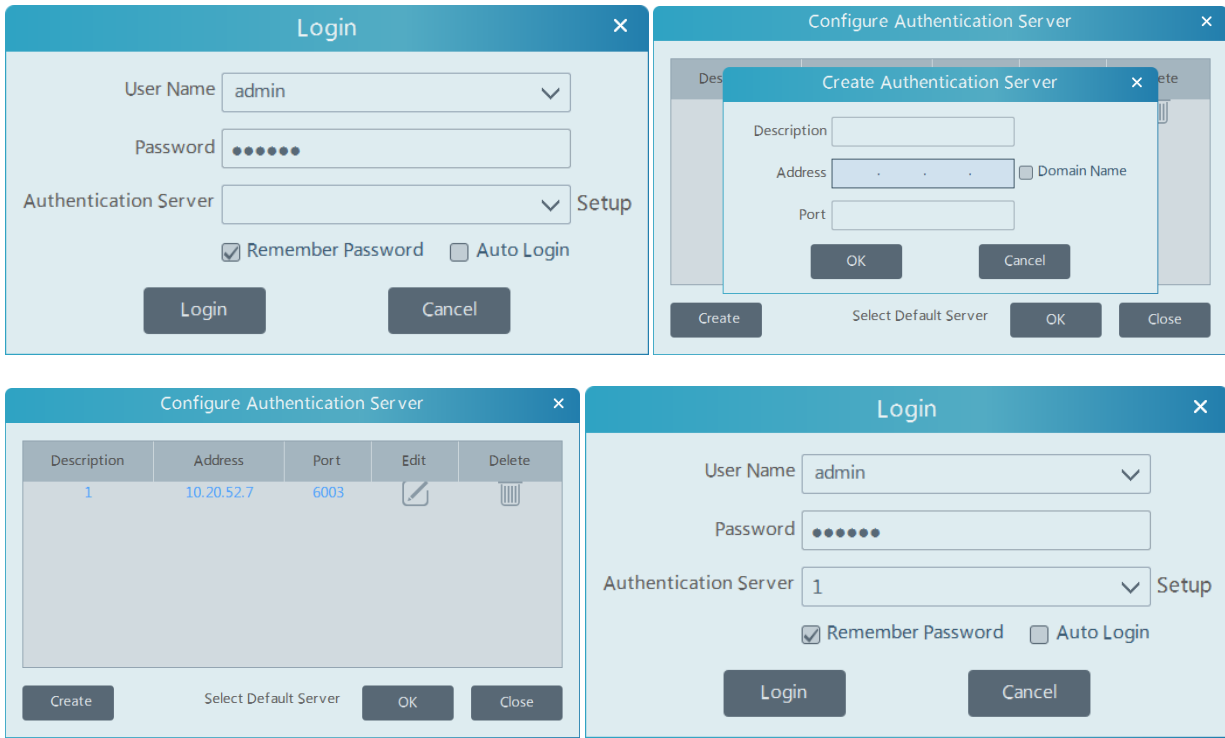 Login
User Name admin
Password ●●●●●●
Authentication Server Setup
Remember Password Auto Login
Login Cancel
Configure Authentication Server
Des ete
Create Authentication Server
Description
Address . . . Domain Name
Port
OK Cancel
Create Select Default Server OK Close
Configure Authentication Server
Description Address Port Edit Delete
1 10.20.52.7 6003
Create Select Default Server OK Close
Login
User Name admin
Password ●●●●●●
Authentication Server 1 Setup
Remember Password Auto Login
Login Cancel